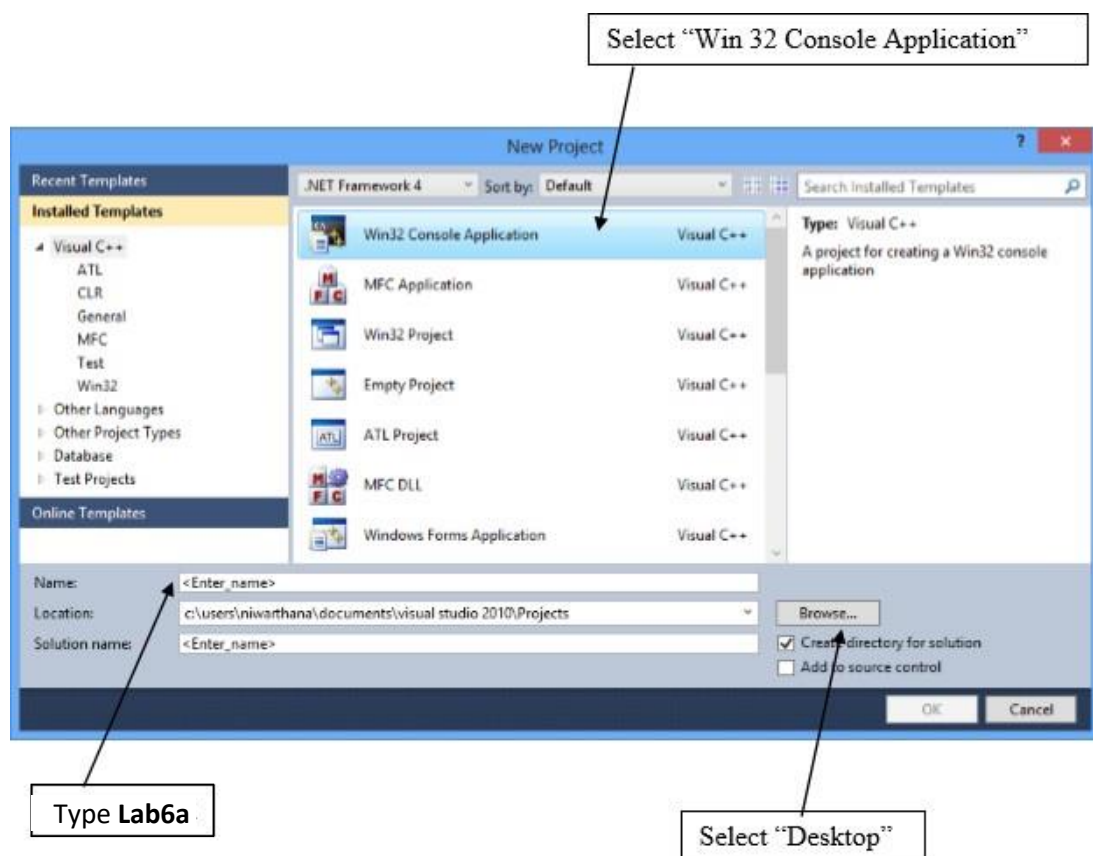 Select “Win 32 Console Application”
New Project
?
Recent Templates
.NET Framework 4
Sort by: Default
Search Installed Templates
Installed Templates
Visual C++
ATL
CLR
General
MFC
Test
Win32
Other Languages
Other Project Types
Database
Test Projects
Online Templates
Win32 Console Application Visual C++
MFC Application Visual C++
Win32 Project Visual C++
Empty Project Visual C++
ATL Project Visual C++
MFC DLL Visual C++
Windows Forms Application Visual C++
Type: Visual C++
A project for creating a Win32 console
application
Name: <Enter_name>
Location: c:\users\niwarthana\documents\visual studio 2010\Projects
Browse...
Solution name: <Enter_name>
Create directory for solution
Add to source control
OK
Cancel
Type Lab6a
Select “Desktop”